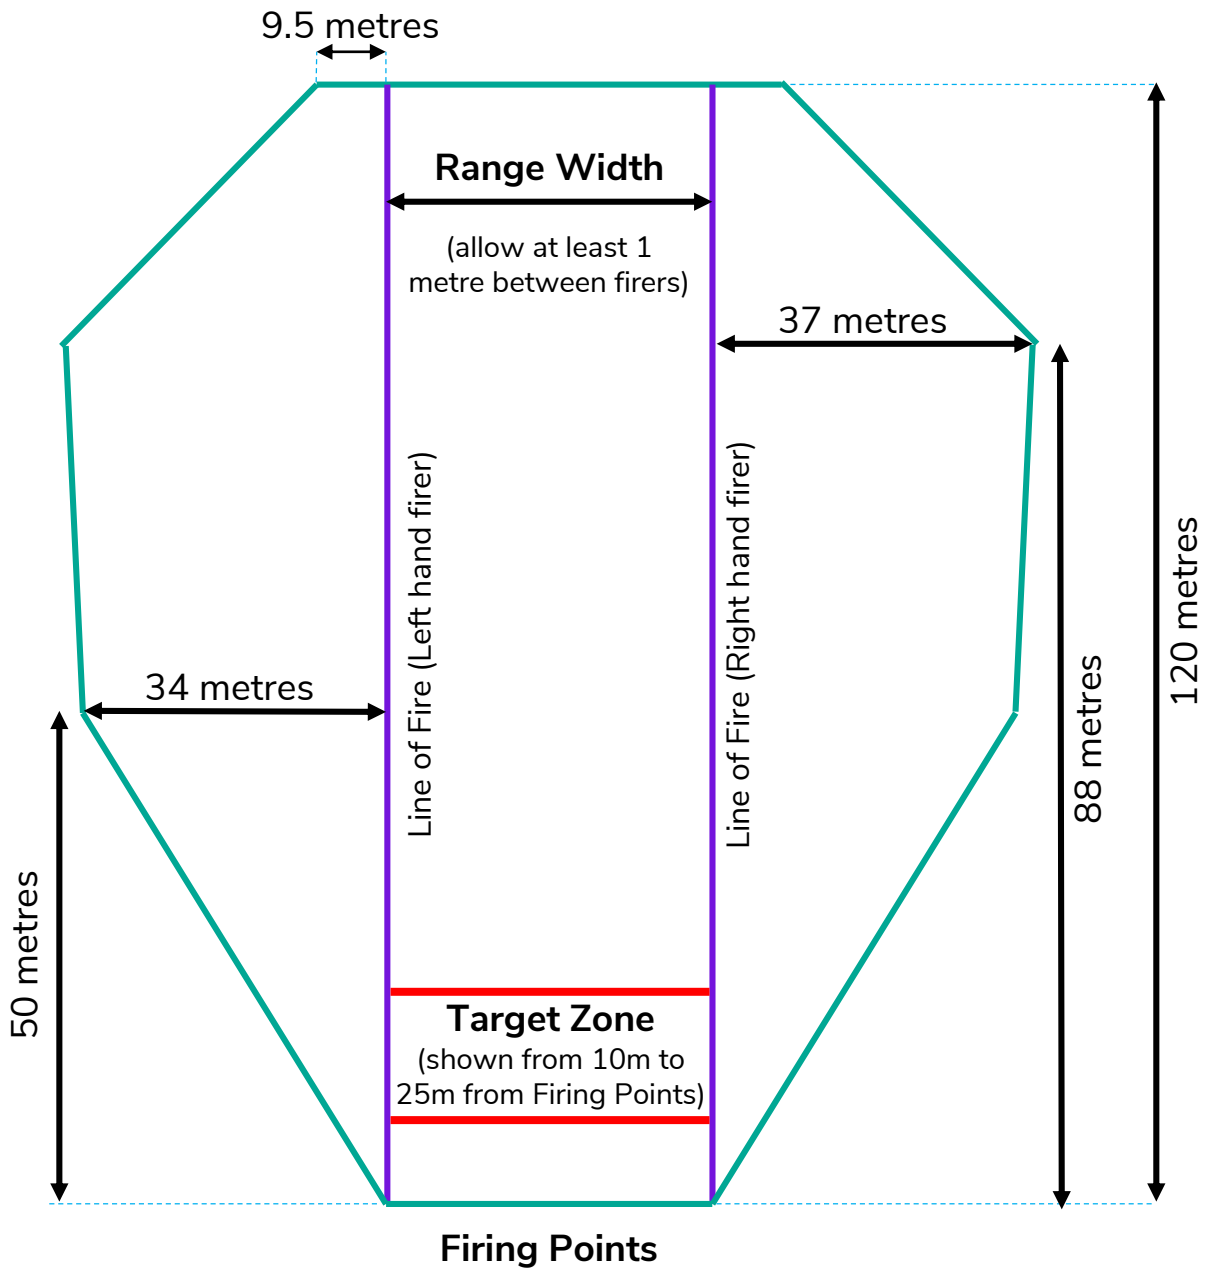 9.5 metres
Range Width
(allow at least 1
metre between firers)
37 metres
Line of Fire (Left hand firer)
Line of Fire (Right hand firer)
120 metres
34 metres
88 metres
50 metres
Target Zone
(shown from 10m to
25m from Firing Points)
Firing Points